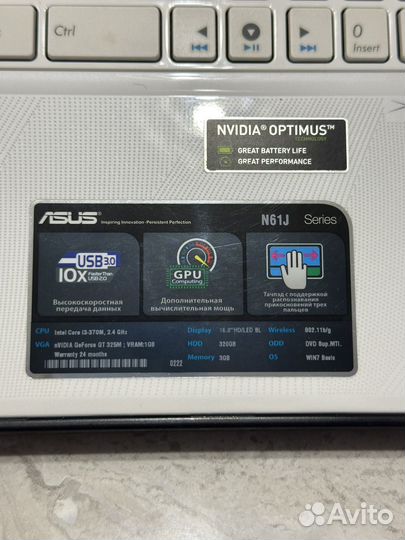 Ctrl
0
Insert
NVIDIA® OPTIMUS™
TECHNOLOGY
GREAT BATTERY LIFE
GREAT PERFORMANCE
ASUS®
Inspiring Innovation · Persistent Perfection
N61J Series
USB 3.0
10X
Faster Than
USB 2.0
Высокоскоростная
передача данных
GPU
Computing
Дополнительная
вычислительная мощь
Тачпад с поддержкой
распознавания
прикосновений трех
пальцев
CPU Intel Core i3-370M, 2.4 GHz
VGA nVIDIA GeForce GT 325M ; VRAM:1GB
Warranty 24 months
0222
Display 16.0"HD/LED BL
HDD 320GB
Memory 3GB
Wireless 802.11b/g
ODD DVD Sup.MTI.
OS WIN7 Basic
Avito